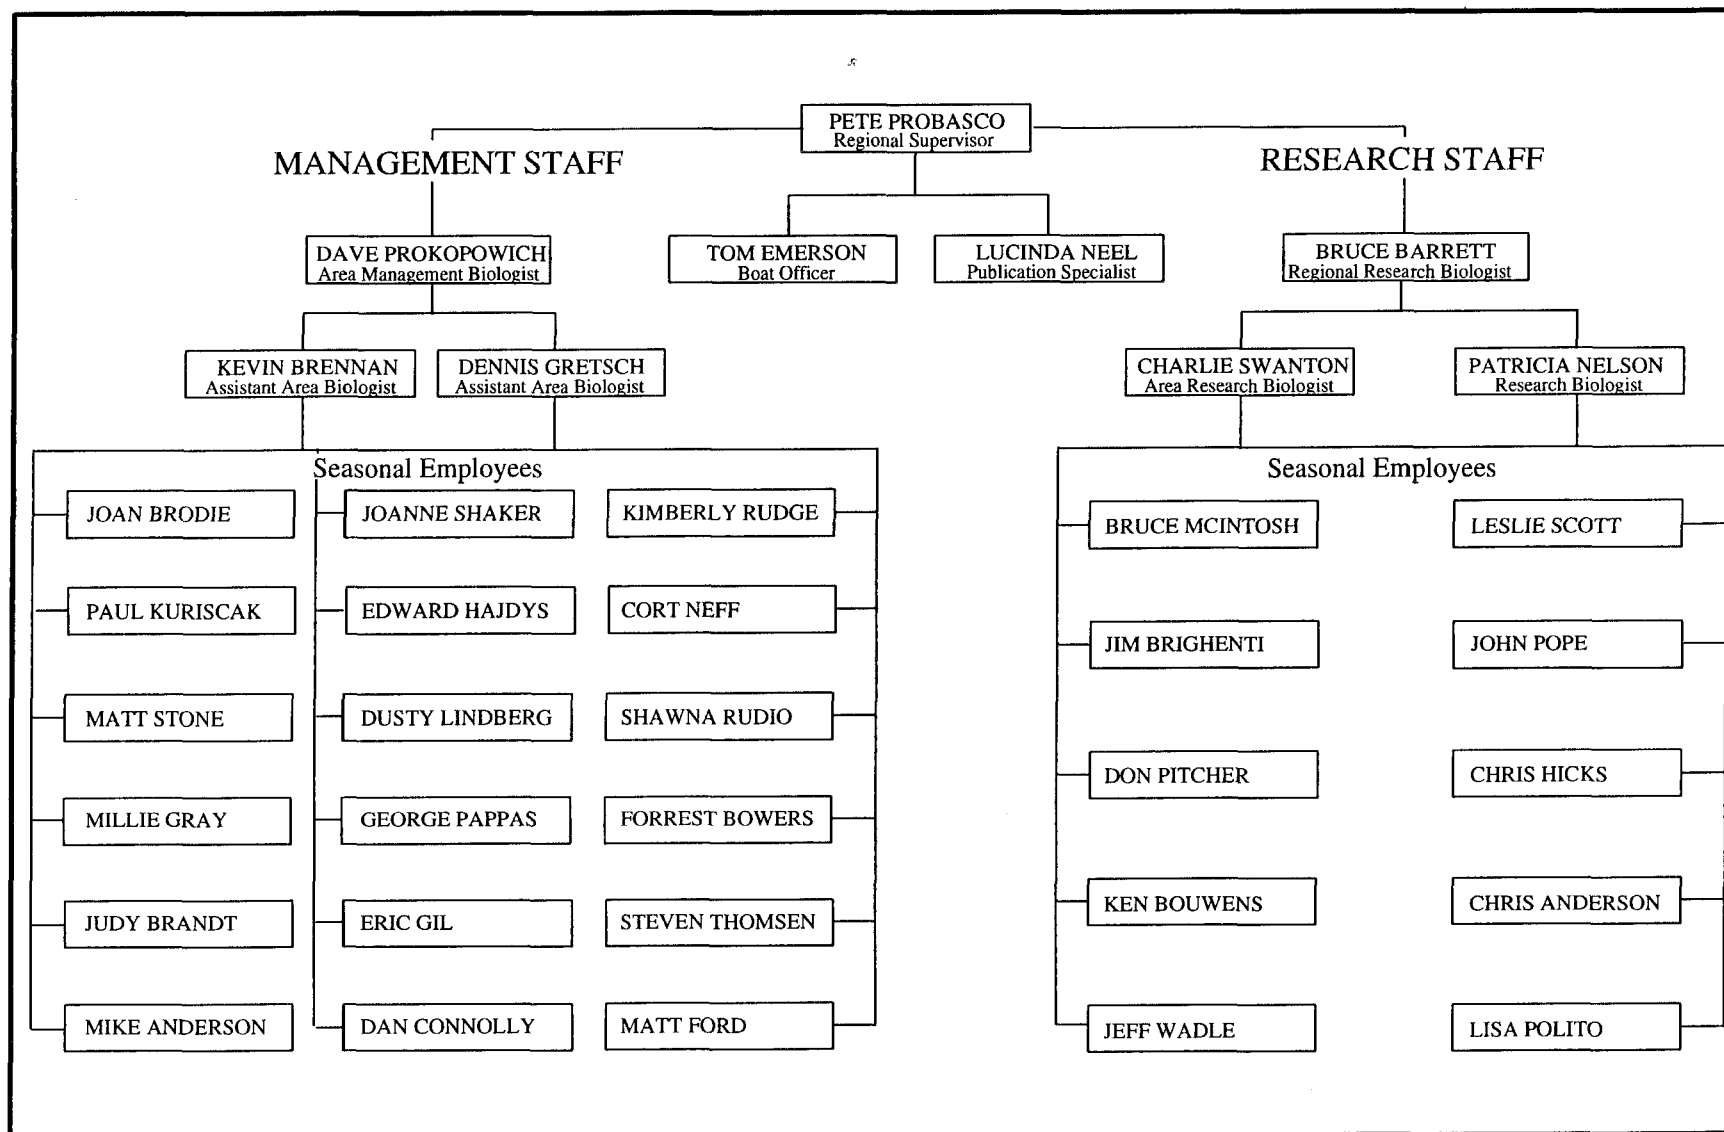 PETE PROBASCO
Regional Supervisor
MANAGEMENT STAFF
RESEARCH STAFF
DAVE PROKOPOWICH
Area Management Biologist
TOM EMERSON
Boat Officer
LUCINDA NEEL
Publication Specialist
BRUCE BARRETT
Regional Research Biologist
KEVIN BRENNAN
Assistant Area Biologist
DENNIS GRETSCH
Assistant Area Biologist
CHARLIE SWANTON
Area Research Biologist
PATRICIA NELSON
Research Biologist
Seasonal Employees
JOAN BRODIE
JOANNE SHAKER
KIMBERLY RUDGE
PAUL KURISCAK
EDWARD HAJDYS
CORT NEFF
MATT STONE
DUSTY LINDBERG
SHAWNA RUDIO
MILLIE GRAY
GEORGE PAPPAS
FORREST BOWERS
JUDY BRANDT
ERIC GIL
STEVEN THOMSEN
MIKE ANDERSON
DAN CONNOLLY
MATT FORD
Seasonal Employees
BRUCE MCINTOSH
LESLIE SCOTT
JIM BRIGHENTI
JOHN POPE
DON PITCHER
CHRIS HICKS
KEN BOUWENS
CHRIS ANDERSON
JEFF WADLE
LISA POLITO